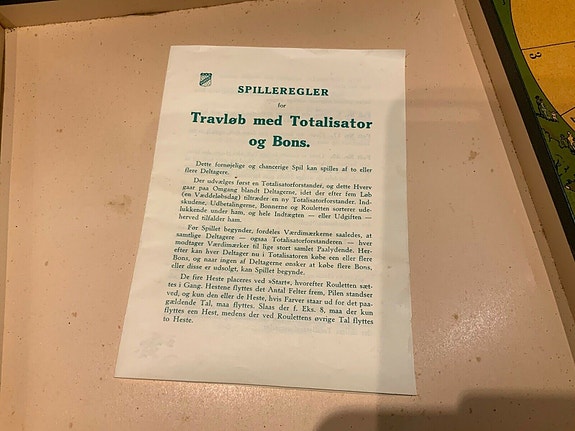 SPILLEREGLER
for
Travløb med Totalisator
og Bons.
Dette fornøjelige og chancerige Spil kan spilles af to eller
flere Deltagere.
Der udvælges først en Totalisatorforstander, og dette Hverv
gaar paa Omgang blandt Deltagerne, idet der efter fem Løb
(en Væddeløbsdag) tiltræder en ny Totalisatorforstander. Ind-
skudene, Udbetalingerne, Bonnerne og Rouletten sorterer ude-
lukkende under ham, og hele Indtægten — eller Udgiften —
herved tilfalder ham.
Før Spillet begynder, fordeles Værdimærkerne saaledes, at
samtlige Deltagere — ogsaa Totalisatorforstanderen — hver
modtager Værdimærker til lige stort samlet Paalydende. Her-
efter kan hver Deltager nu i Totalisatoren købe een eller flere
Bons, og naar ingen af Deltagerne ønsker at købe flere Bons,
eller disse er udsolgt, kan Spillet begynde.
De fire Heste placeres ved »Start«, hvorefter Rouletten sæt-
tes i Gang. Hestene flyttes det Antal Felter frem, Pilen standser
ved, og kun den eller de Heste, hvis Farver staar ud for det paa-
gældende Tal, maa flyttes. Slaas der f. Eks. 8, maa der kun
flyttes een Hest, medens der ved Roulettens øvrige Tal flyttes
to Heste.
3